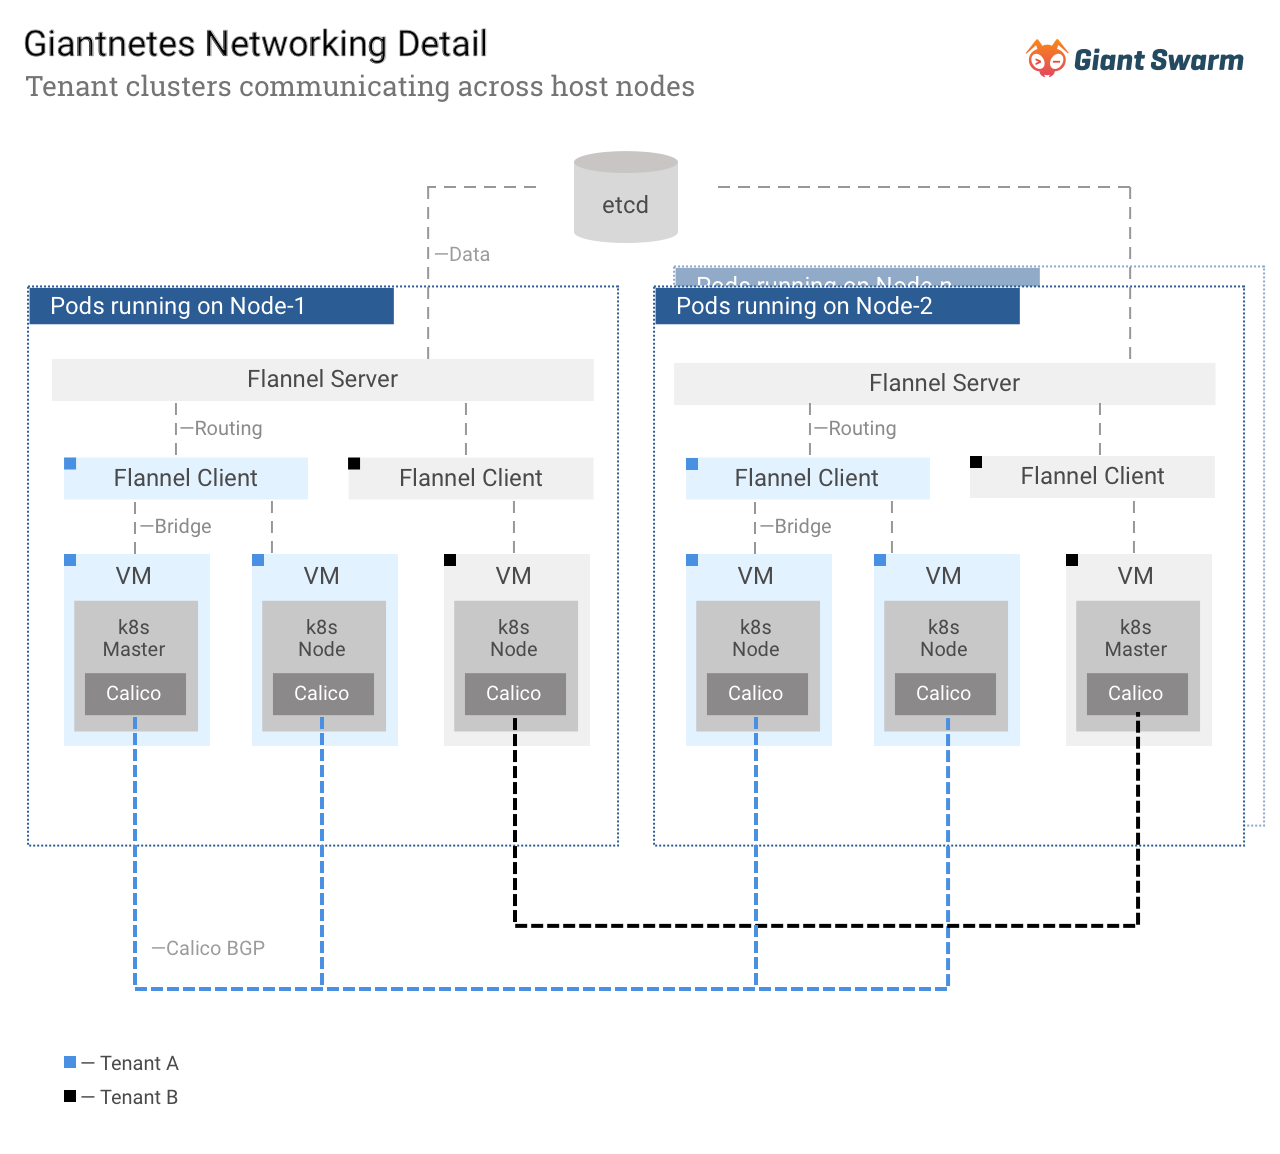 Giantnetes Networking Detail
Tenant clusters communicating across host nodes
Giant Swarm
etcd
—Data
Pods running on Node-n
Pods running on Node-1
Pods running on Node-2
Flannel Server
Flannel Server
—Routing
—Routing
Flannel Client
Flannel Client
Flannel Client
Flannel Client
—Bridge
—Bridge
VM
VM
VM
VM
VM
VM
k8s
Master
k8s
Node
k8s
Node
k8s
Node
k8s
Node
k8s
Master
Calico
Calico
Calico
Calico
Calico
Calico
—Calico BGP
— Tenant A
— Tenant B